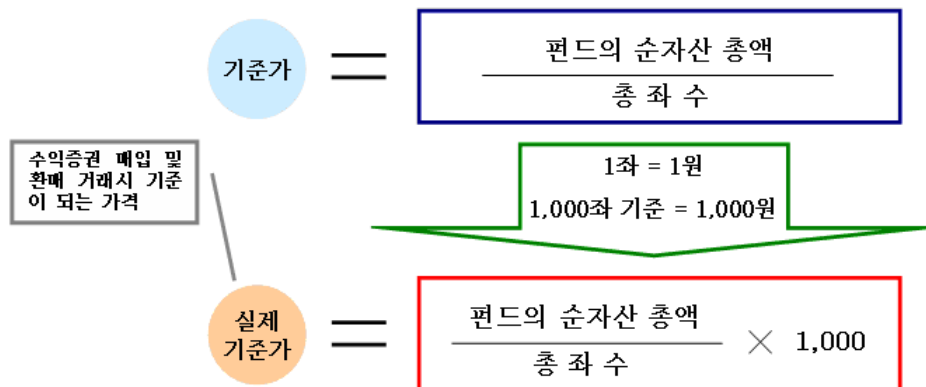 기준가
=
펀드의 순자산 총액
총 좌 수
수익증권 매입 및
환매 거래시 기준
이 되는 가격
1좌 = 1원
1,000좌 기준 = 1,000원
실제
기준가
=
펀드의 순자산 총액
총 좌 수
× 1,000